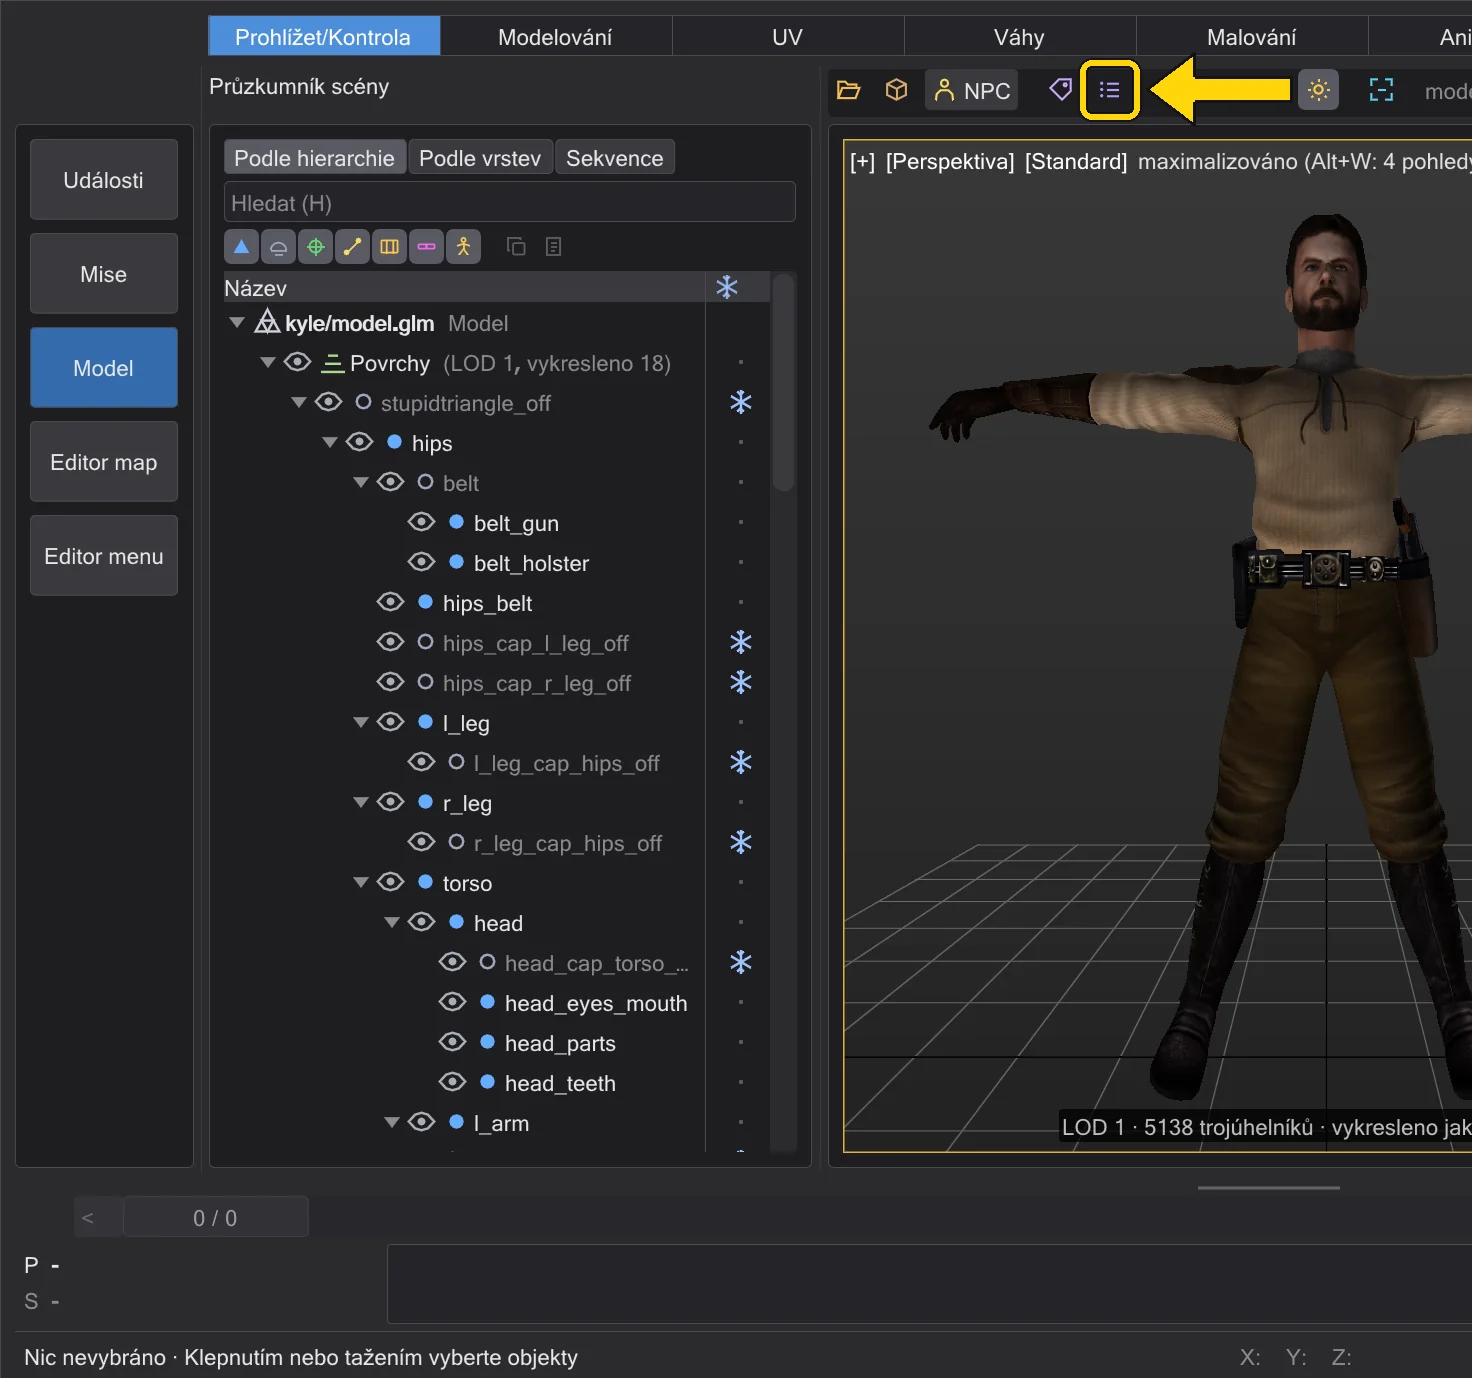 Prohlížet/Kontrola
Modelování
UV
Váhy
Malování
Ani
Průzkumník scény
NPC
mode
Události
Mise
Model
Editor map
Editor menu
Podle hierarchie
Podle vrstev
Sekvence
Hledat (H)
Název
kyle/model.glm Model
Povrchy (LOD 1, vykresleno 18)
stupidtriangle_off
hips
belt
belt_gun
belt_holster
hips_belt
hips_cap_l_leg_off
hips_cap_r_leg_off
l_leg
l_leg_cap_hips_off
r_leg
r_leg_cap_hips_off
torso
head
head_cap_torso_...
head_eyes_mouth
head_parts
head_teeth
l_arm
[+] [Perspektiva] [Standard] maximalizováno (Alt+W: 4 pohledy
LOD 1 · 5138 trojúhelníků · vykresleno jak
< 0 / 0
P -
S -
Nic nevybráno · Klepnutím nebo tažením vyberte objekty
X: Y: Z: